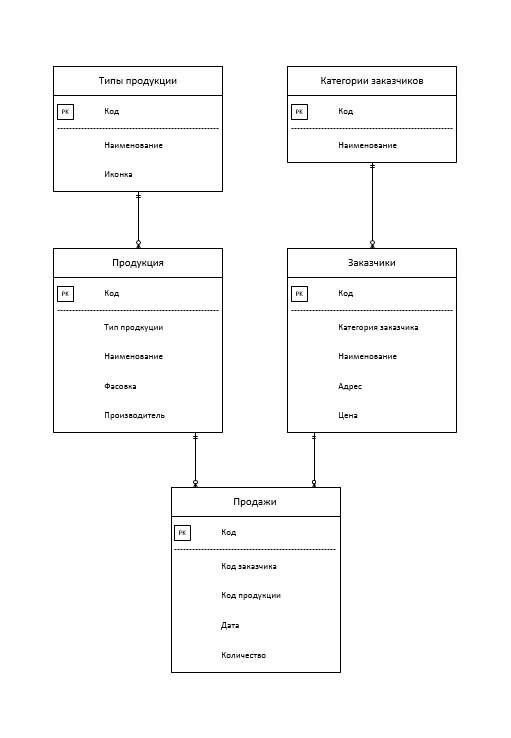 Типы продукции
PK Код
Наименование
Иконка
Категории заказчиков
PK Код
Наименование
Продукция
PK Код
Тип продкуции
Наименование
Фасовка
Производитель
Заказчики
PK Код
Категория заказчика
Наименование
Адрес
Цена
Продажи
PK Код
Код заказчика
Код продукции
Дата
Количество